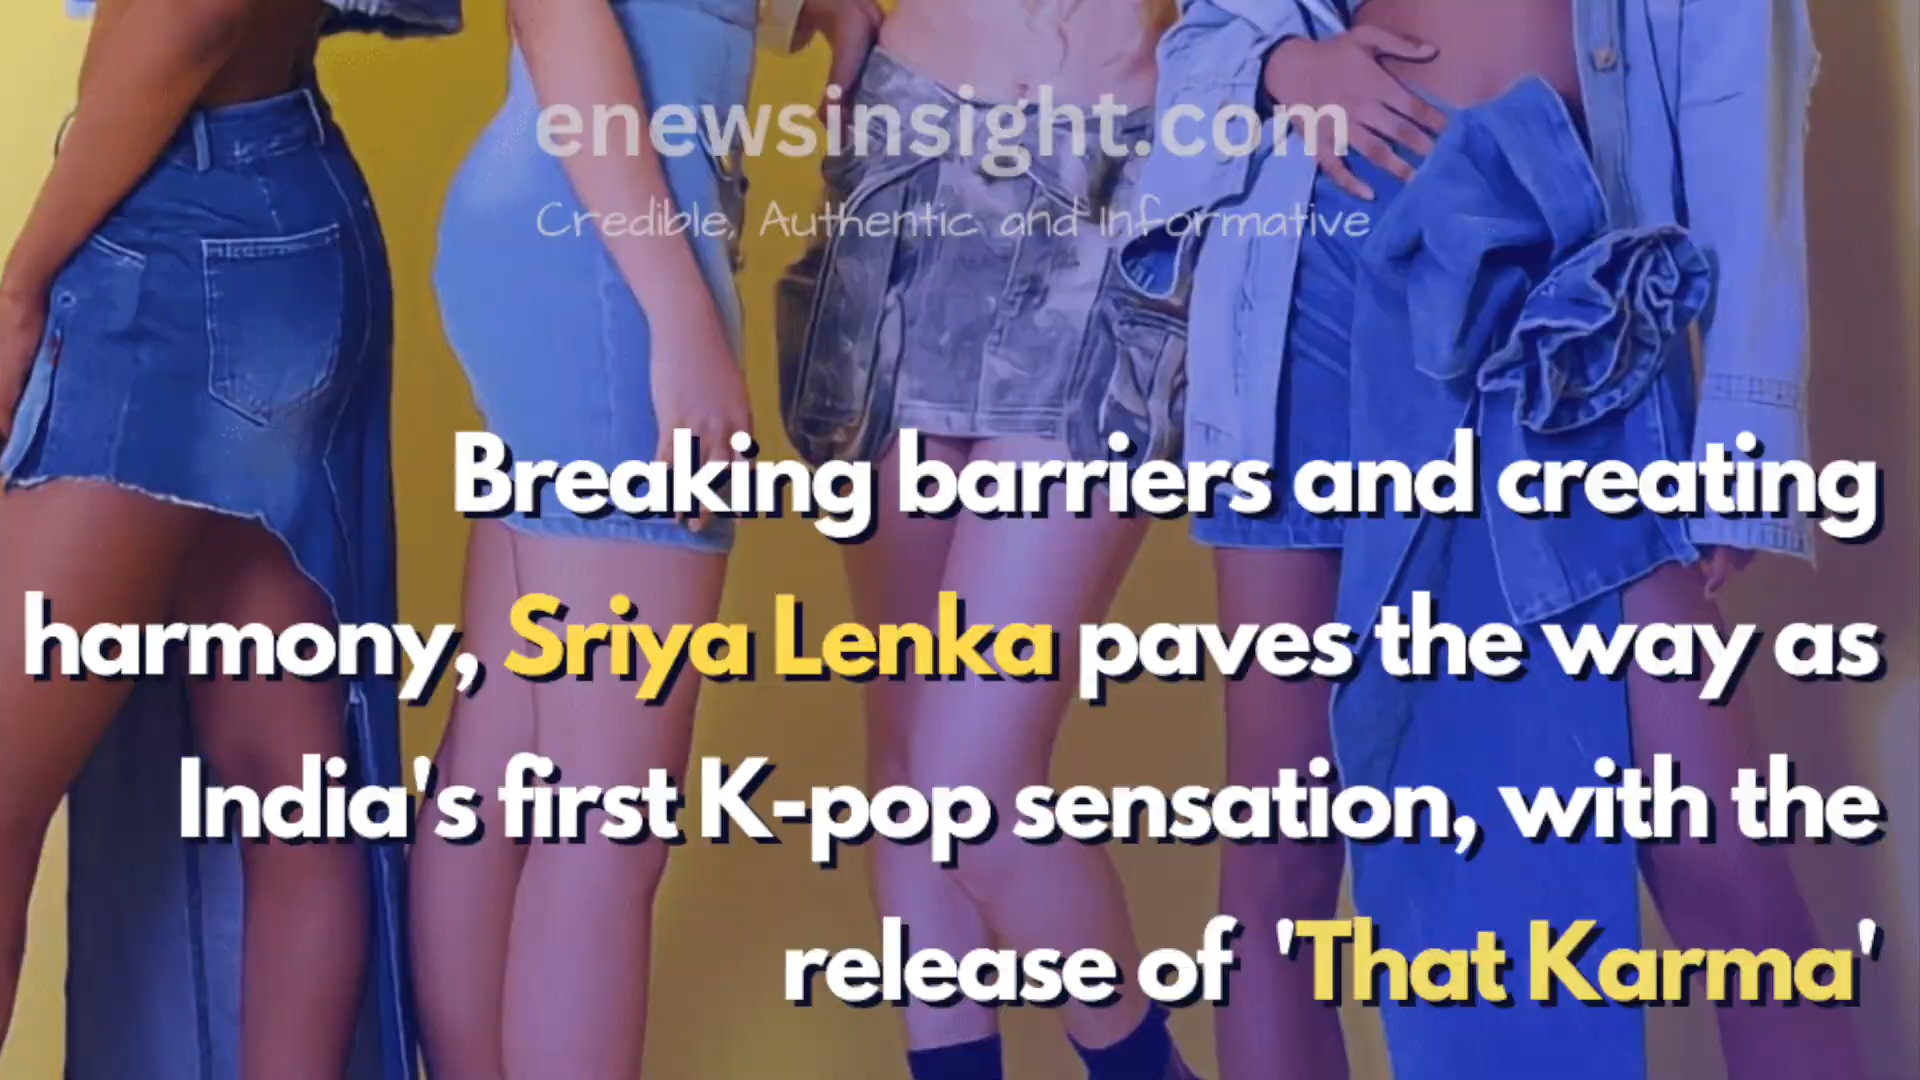 enewsinsight.com
Credible, Authentic and Informative
Breaking barriers and creating
harmony, Sriya Lenka paves the way as
India's first K-pop sensation, with the
release of 'That Karma'